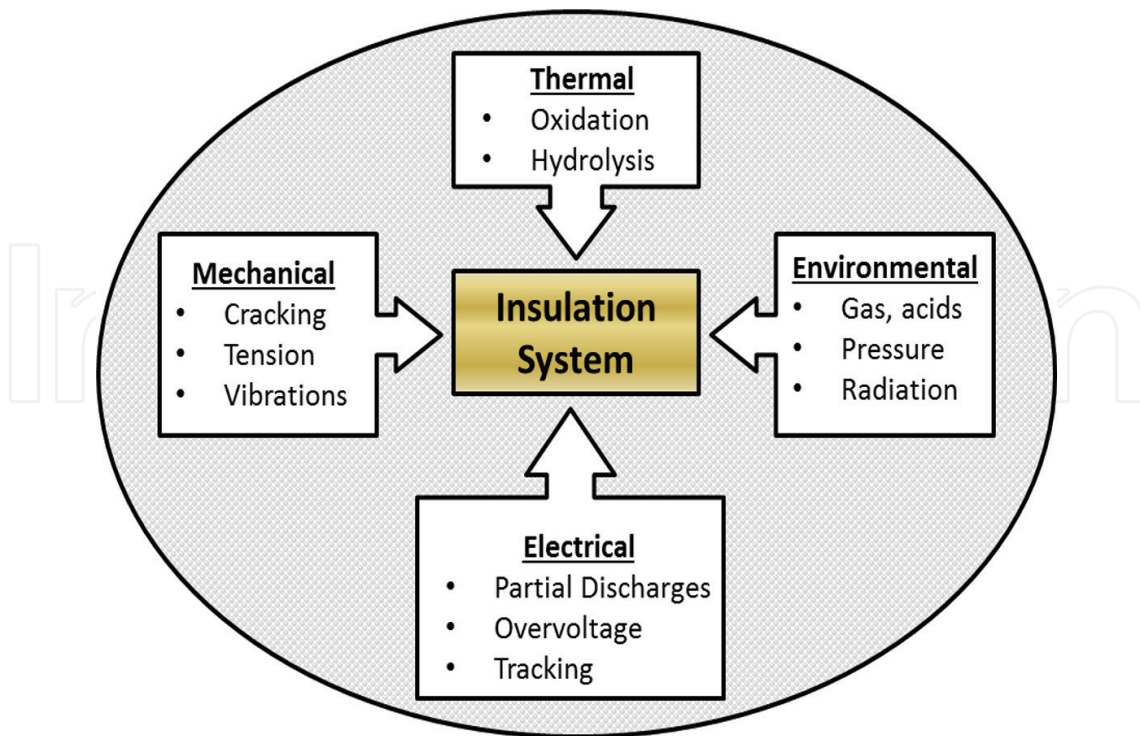 Thermal
• Oxidation
• Hydrolysis
Mechanical
• Cracking
• Tension
• Vibrations
Insulation
System
Environmental
• Gas, acids
• Pressure
• Radiation
Electrical
• Partial Discharges
• Overvoltage
• Tracking